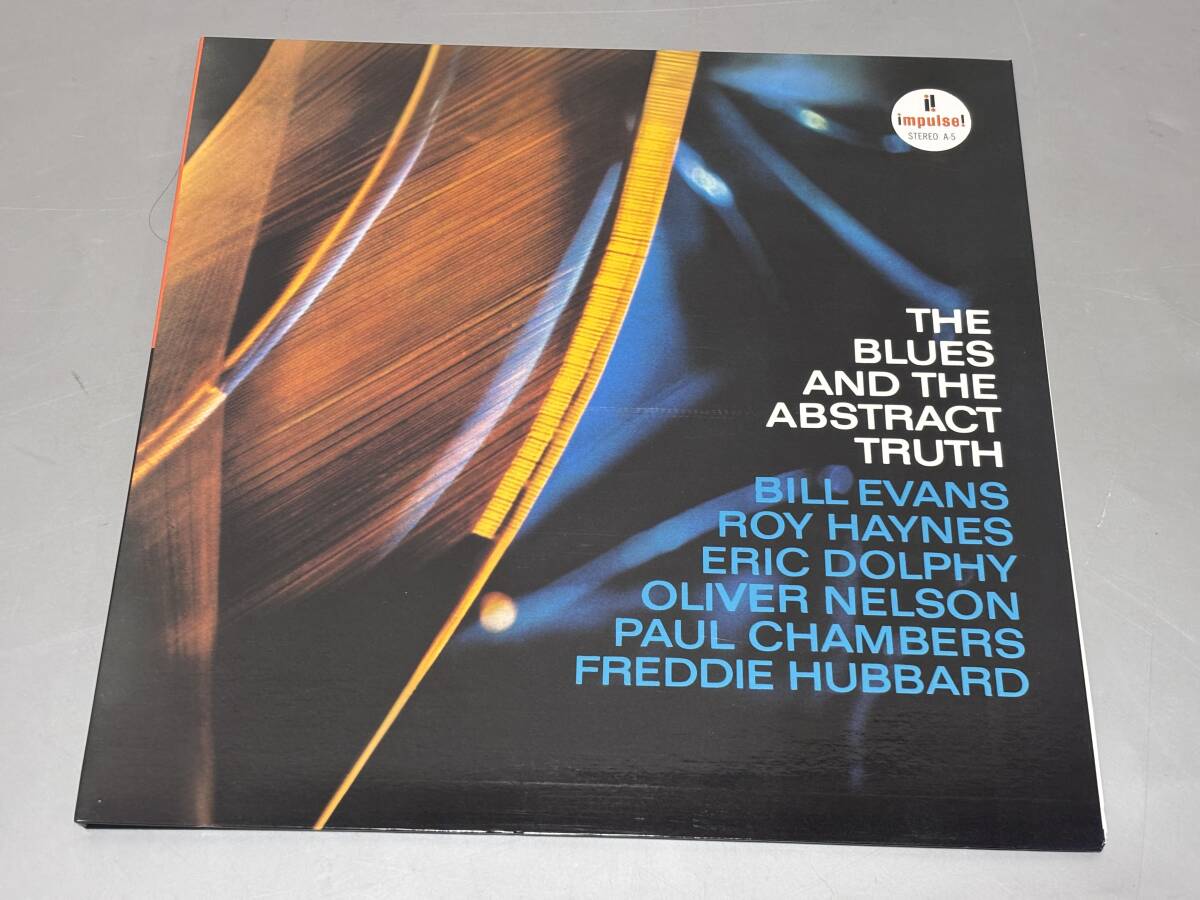 i!
impulse!
STEREO A-5
THE
BLUES
AND THE
ABSTRACT
TRUTH
BILL EVANS
ROY HAYNES
ERIC DOLPHY
OLIVER NELSON
PAUL CHAMBERS
FREDDIE HUBBARD